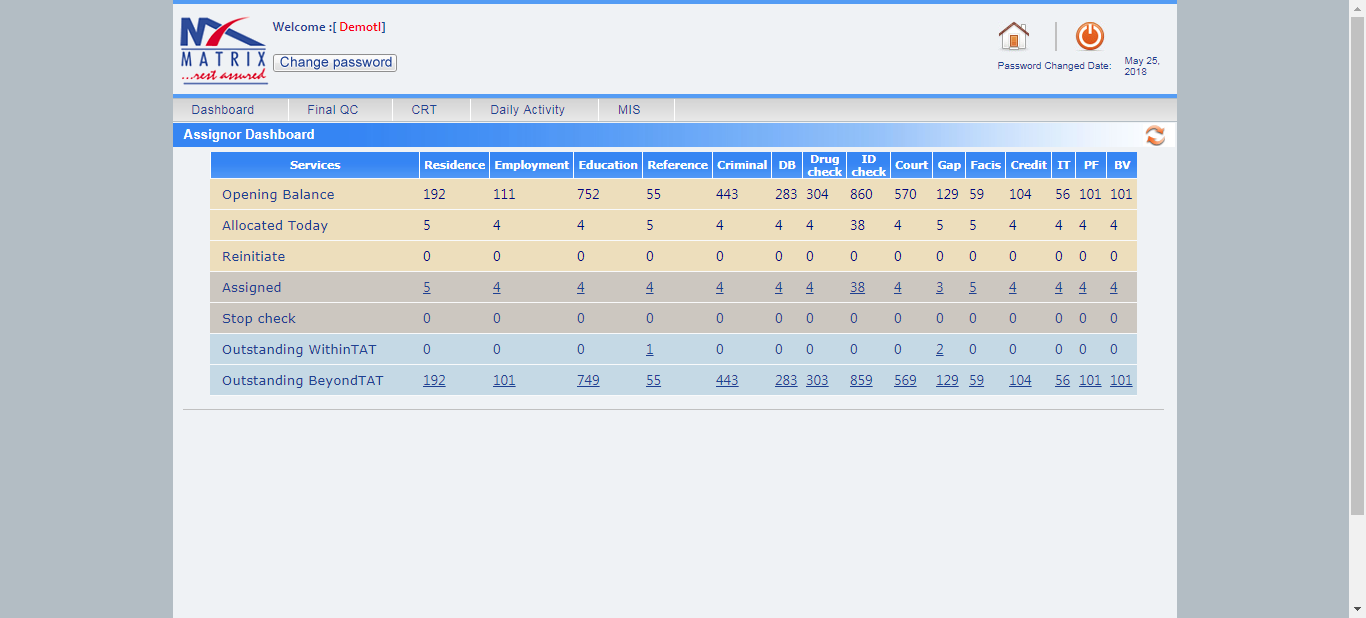 MATRIX
...rest assured
Welcome :[ Demotl]
Change password
Password Changed Date: May 25, 2018
Dashboard Final QC CRT Daily Activity MIS
Assignor Dashboard
Services Residence Employment Education Reference Criminal DB Drug check ID check Court Gap Facis Credit IT PF BV
Opening Balance 192 111 752 55 443 283 304 860 570 129 59 104 56 101 101
Allocated Today 5 4 4 5 4 4 4 38 4 5 5 4 4 4 4
Reinitiate 0 0 0 0 0 0 0 0 0 0 0 0 0 0 0
Assigned 5 4 4 4 4 4 4 38 4 3 5 4 4 4 4
Stop check 0 0 0 0 0 0 0 0 0 0 0 0 0 0 0
Outstanding WithinTAT 0 0 0 1 0 0 0 0 0 2 0 0 0 0 0
Outstanding BeyondTAT 192 101 749 55 443 283 303 859 569 129 59 104 56 101 101